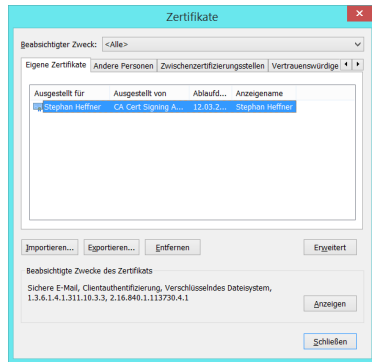 Zertifikate
Beabsichtigter Zweck: <Alle>
Eigene Zertifikate Andere Personen Zwischenzertifizierungsstellen Vertrauenswürdige
Ausgestellt für Ausgestellt von Ablaufd... Anzeigename
Stephan Heffner CA Cert Signing A... 12.03.2... Stephan Heffner
Importieren... Exportieren... Entfernen Erweitert
Beabsichtigte Zwecke des Zertifikats
Sichere E-Mail, Clientauthentifizierung, Verschlüsselndes Dateisystem,
1.3.6.1.4.1.311.10.3.3, 2.16.840.1.113730.4.1
Anzeigen
Schließen